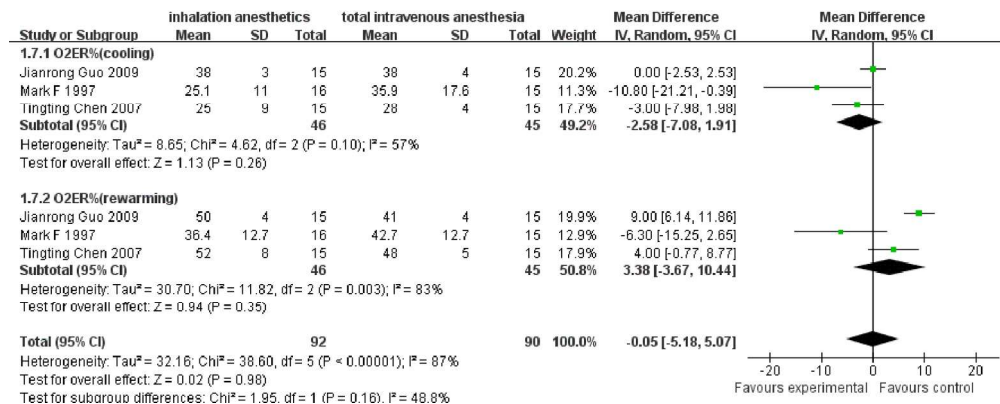 inhalation anesthetics total intravenous anesthesia Mean Difference Mean Difference
Study or Subgroup Mean SD Total Mean SD Total Weight IV, Random, 95% CI IV, Random, 95% CI
1.7.1 O2ER%(cooling)
Jianrong Guo 2009 38 3 15 38 4 15 20.2% 0.00 [-2.53, 2.53]
Mark F 1997 25.1 11 16 35.9 17.6 15 11.3% -10.80 [-21.21, -0.39]
Tingting Chen 2007 25 9 15 28 4 15 17.7% -3.00 [-7.98, 1.98]
Subtotal (95% CI) 46 45 49.2% -2.58 [-7.08, 1.91]
Heterogeneity: Tau² = 8.65; Chi² = 4.62, df = 2 (P = 0.10); I² = 57%
Test for overall effect: Z = 1.13 (P = 0.26)
1.7.2 O2ER%(rewarming)
Jianrong Guo 2009 50 4 15 41 4 15 19.9% 9.00 [6.14, 11.86]
Mark F 1997 36.4 12.7 16 42.7 12.7 15 12.9% -6.30 [-15.25, 2.65]
Tingting Chen 2007 52 8 15 48 5 15 17.9% 4.00 [-0.77, 8.77]
Subtotal (95% CI) 46 45 50.8% 3.38 [-3.67, 10.44]
Heterogeneity: Tau² = 30.70; Chi² = 11.82, df = 2 (P = 0.003); I² = 83%
Test for overall effect: Z = 0.94 (P = 0.35)
Total (95% CI) 92 90 100.0% -0.05 [-5.18, 5.07]
Heterogeneity: Tau² = 32.16; Chi² = 38.60, df = 5 (P < 0.00001); I² = 87%
Test for overall effect: Z = 0.02 (P = 0.98)
Test for subgroup differences: Chi² = 1.95, df = 1 (P = 0.16), I² = 48.8%
-20 -10 0 10 20
Favours experimental Favours control